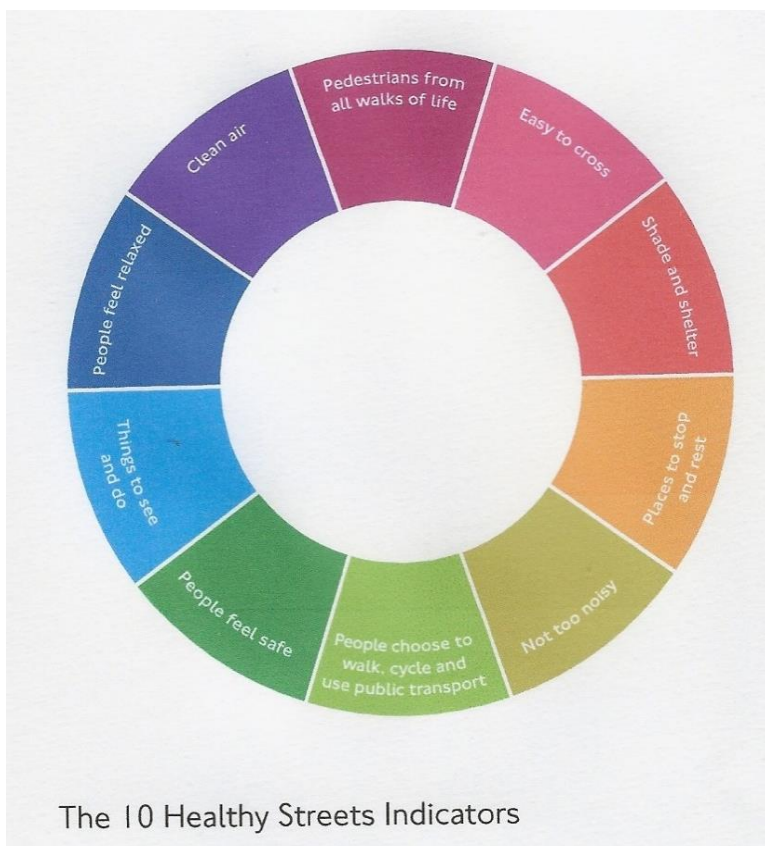 Pedestrians from
all walks of life
Easy to cross
Shade and shelter
Places to stop
and rest
Not too noisy
People choose to
walk, cycle and
use public transport
People feel safe
Things to see
and do
People feel relaxed
Clean air
The 10 Healthy Streets Indicators